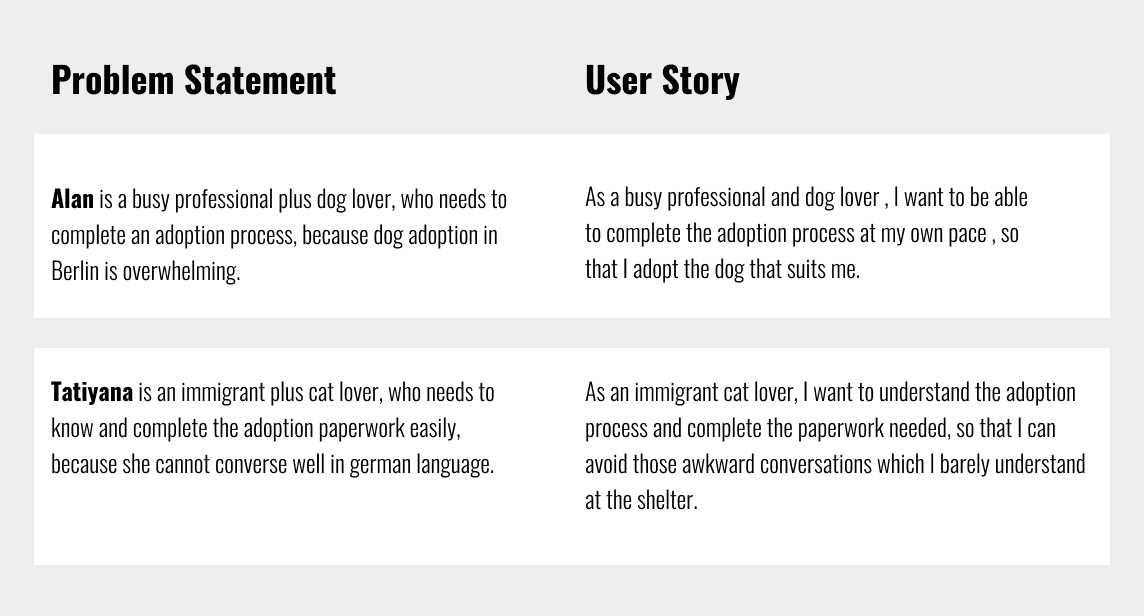 Problem Statement
User Story
Alan is a busy professional plus dog lover, who needs to
complete an adoption process, because dog adoption in
Berlin is overwhelming.
As a busy professional and dog lover , I want to be able
to complete the adoption process at my own pace , so
that I adopt the dog that suits me.
Tatiyana is an immigrant plus cat lover, who needs to
know and complete the adoption paperwork easily,
because she cannot converse well in german language.
As an immigrant cat lover, I want to understand the adoption
process and complete the paperwork needed, so that I can
avoid those awkward conversations which I barely understand
at the shelter.